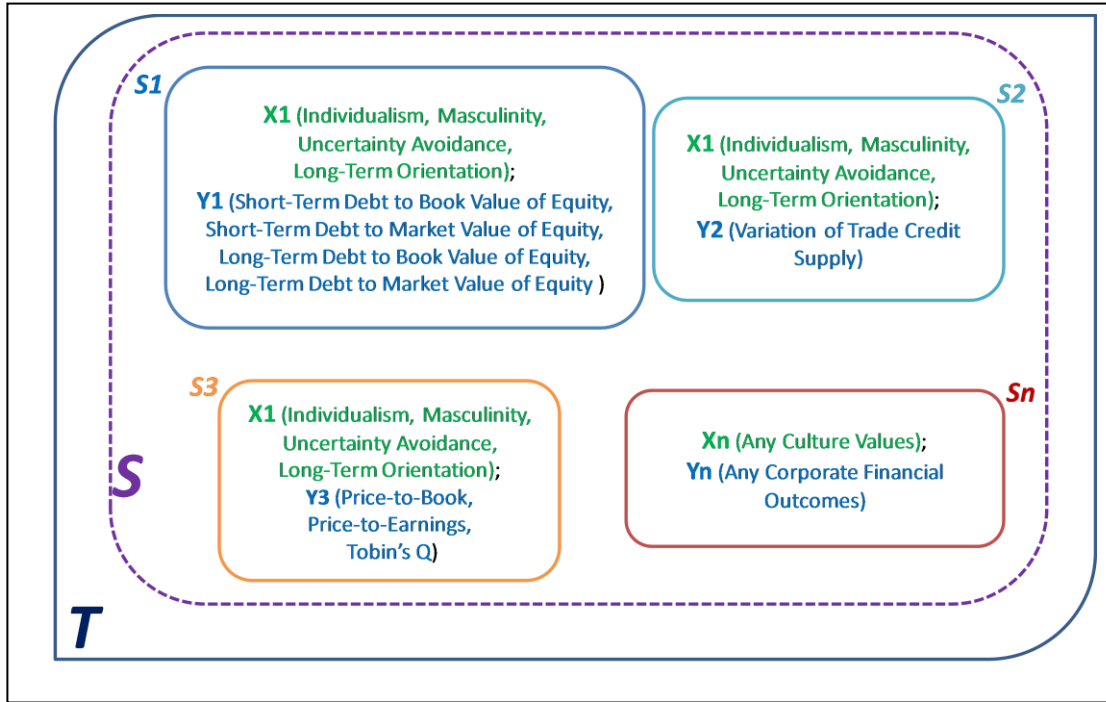 S1
X1 (Individualism, Masculinity,
Uncertainty Avoidance,
Long-Term Orientation);
Y1 (Short-Term Debt to Book Value of Equity,
Short-Term Debt to Market Value of Equity,
Long-Term Debt to Book Value of Equity,
Long-Term Debt to Market Value of Equity )
S2
X1 (Individualism, Masculinity,
Uncertainty Avoidance,
Long-Term Orientation);
Y2 (Variation of Trade Credit
Supply)
S3
X1 (Individualism, Masculinity,
Uncertainty Avoidance,
Long-Term Orientation);
Y3 (Price-to-Book,
Price-to-Earnings,
Tobin's Q)
Sn
Xn (Any Culture Values);
Yn (Any Corporate Financial
Outcomes)
S
T